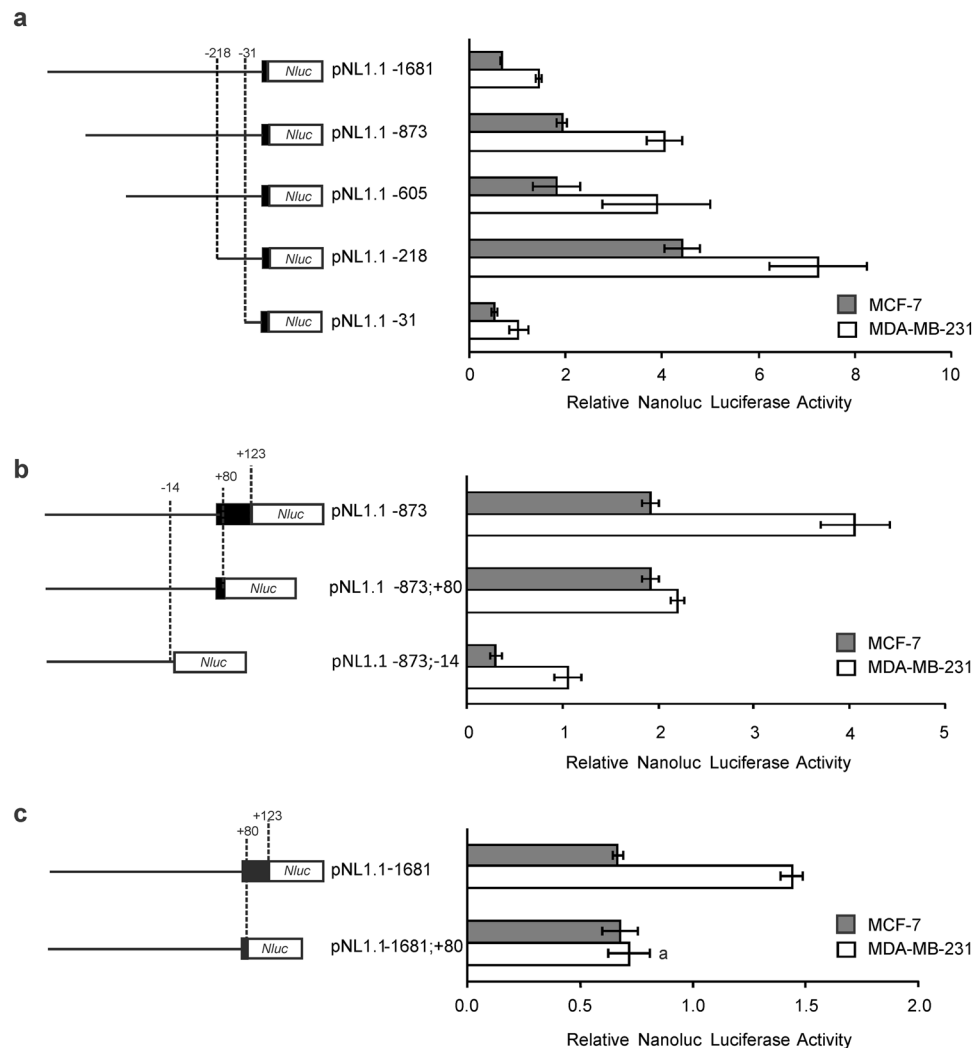 a
-218 -31
Nluc pNL1.1 -1681
Nluc pNL1.1 -873
Nluc pNL1.1 -605
Nluc pNL1.1 -218
Nluc pNL1.1 -31
MCF-7
MDA-MB-231
0 2 4 6 8 10
Relative Nanoluc Luciferase Activity
b
+123
+80
-14
Nluc pNL1.1 -873
Nluc pNL1.1 -873;+80
Nluc pNL1.1 -873;-14
MCF-7
MDA-MB-231
0 1 2 3 4 5
Relative Nanoluc Luciferase Activity
c
+123
+80
Nluc pNL1.1-1681
Nluc pNL1.1-1681;+80
a
MCF-7
MDA-MB-231
0.0 0.5 1.0 1.5 2.0
Relative Nanoluc Luciferase Activity